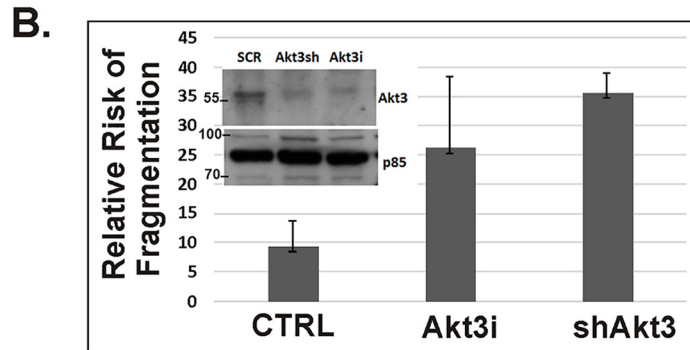 B.
Relative Risk of
Fragmentation
45
40
35
30
25
20
15
10
5
0
SCR Akt3sh Akt3i
55
Akt3
100
70
p85
CTRL Akt3i shAkt3